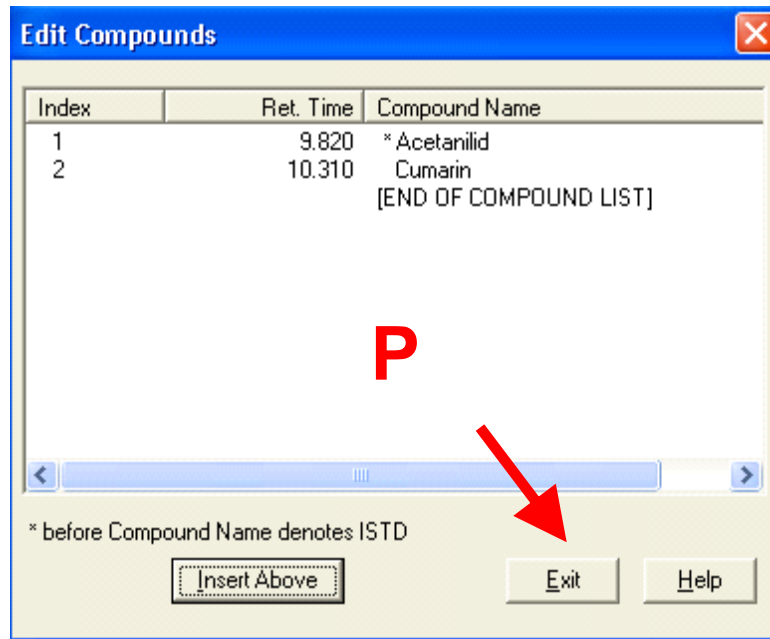 Edit Compounds
Index Ret. Time Compound Name
1 9.820 * Acetanilid
2 10.310 Cumarin
[END OF COMPOUND LIST]
P
* before Compound Name denotes ISTD
Insert Above Exit Help